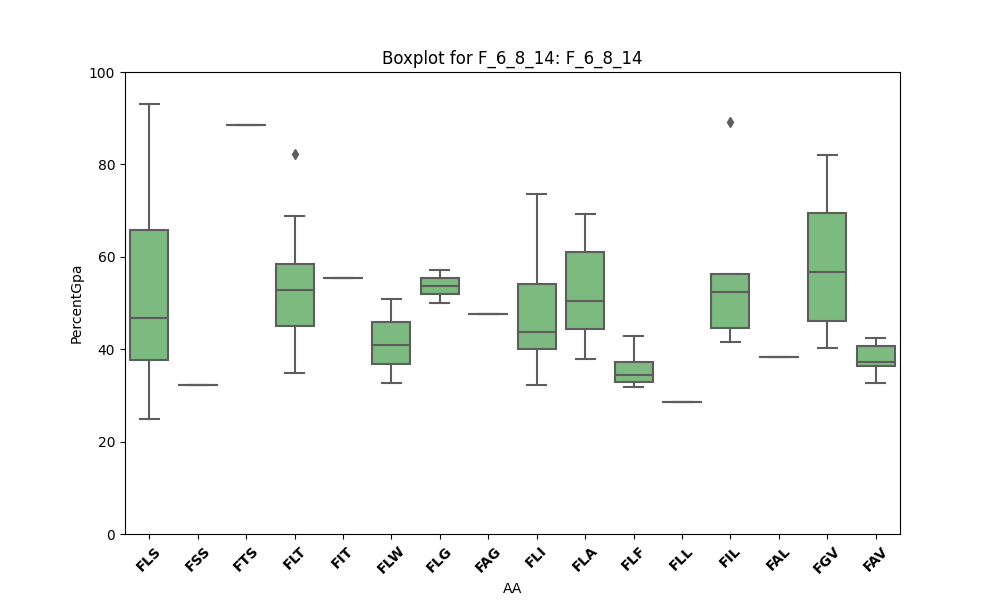 Boxplot for F_6_8_14: F_6_8_14
100
80
60
40
20
0
PercentGpa
FLS FSS FTS FLT FIT FLW FLG FAG FLI FLA FLF FLL FIL FAL FGV FAV
AA